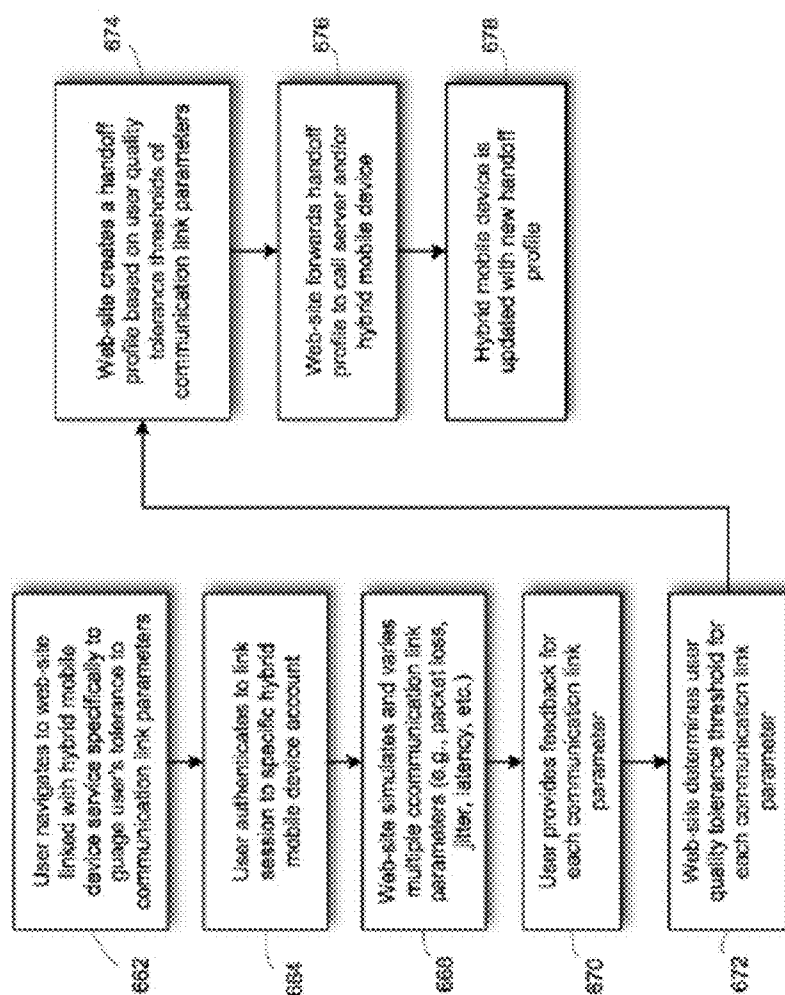 User navigates to web-site
linked with hybrid mobile
device service specifically to
guage user's tolerance to
communication link parameters
662
User authenticates to link
session to specific hybrid
mobile device account
664
Web-site simulates and varies
multiple ccommunication link
parameters (e.g., packet loss,
jitter, latency, etc.)
User provides feedback for
each communication link
parameter
670
Web-site determines user
quality tolerance threshold for
each communication link
parameter
672
Web-site creates a handoff
profile based on user quality
tolerance thresholds of
communication link parameters
674
Web-site forwards handoff
profile to call server and/or
hybrid mobile device
676
Hybrid mobile device is
updated with new handoff
profile
678